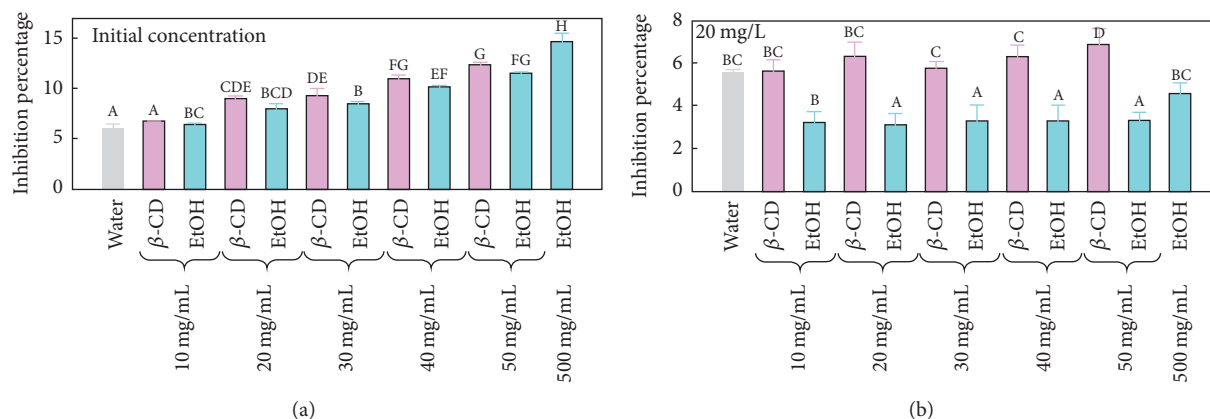 Inhibition percentage
15
10
5
0
Initial concentration
A
A
BC
CDE
BCD
DE
B
FG
EF
G
FG
H
Water
β-CD
EtOH
β-CD
EtOH
β-CD
EtOH
β-CD
EtOH
β-CD
EtOH
EtOH
10 mg/mL
20 mg/mL
30 mg/mL
40 mg/mL
50 mg/mL
500 mg/mL
(a)
Inhibition percentage
8
6
4
2
0
20 mg/L
BC
BC
B
BC
A
C
A
C
A
D
A
BC
Water
β-CD
EtOH
β-CD
EtOH
β-CD
EtOH
β-CD
EtOH
β-CD
EtOH
EtOH
10 mg/mL
20 mg/mL
30 mg/mL
40 mg/mL
50 mg/mL
500 mg/mL
(b)